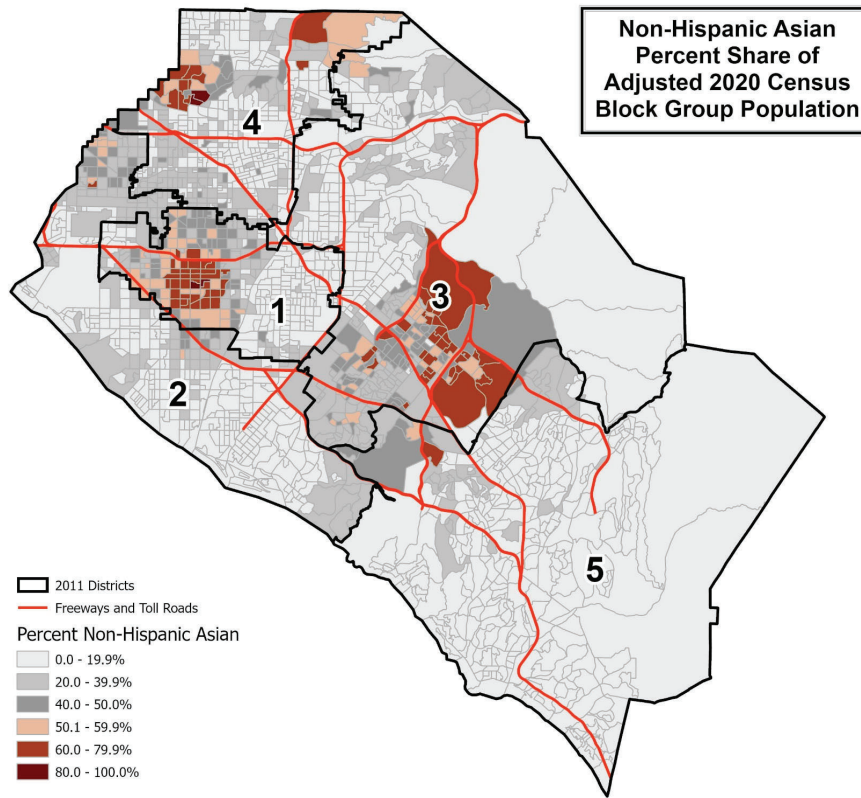 Non-Hispanic Asian
Percent Share of
Adjusted 2020 Census
Block Group Population
4
3
1
2
5
2011 Districts
Freeways and Toll Roads
Percent Non-Hispanic Asian
0.0 - 19.9%
20.0 - 39.9%
40.0 - 50.0%
50.1 - 59.9%
60.0 - 79.9%
80.0 - 100.0%